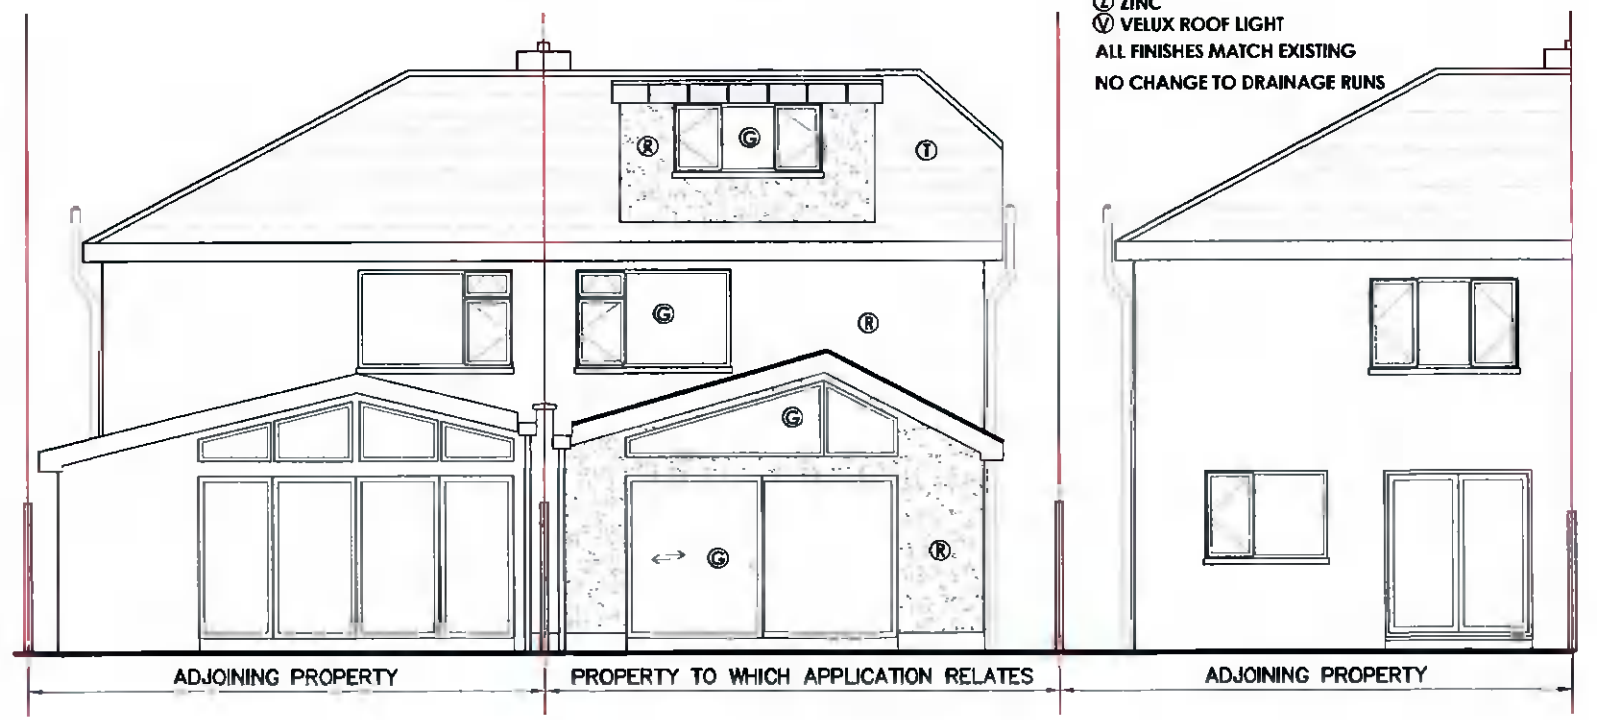 Ⓩ ZINC
Ⓥ VELUX ROOF LIGHT
ALL FINISHES MATCH EXISTING
NO CHANGE TO DRAINAGE RUNS
Ⓡ
Ⓖ
Ⓣ
Ⓖ
Ⓡ
Ⓖ
Ⓖ
Ⓡ
ADJOINING PROPERTY
PROPERTY TO WHICH APPLICATION RELATES
ADJOINING PROPERTY